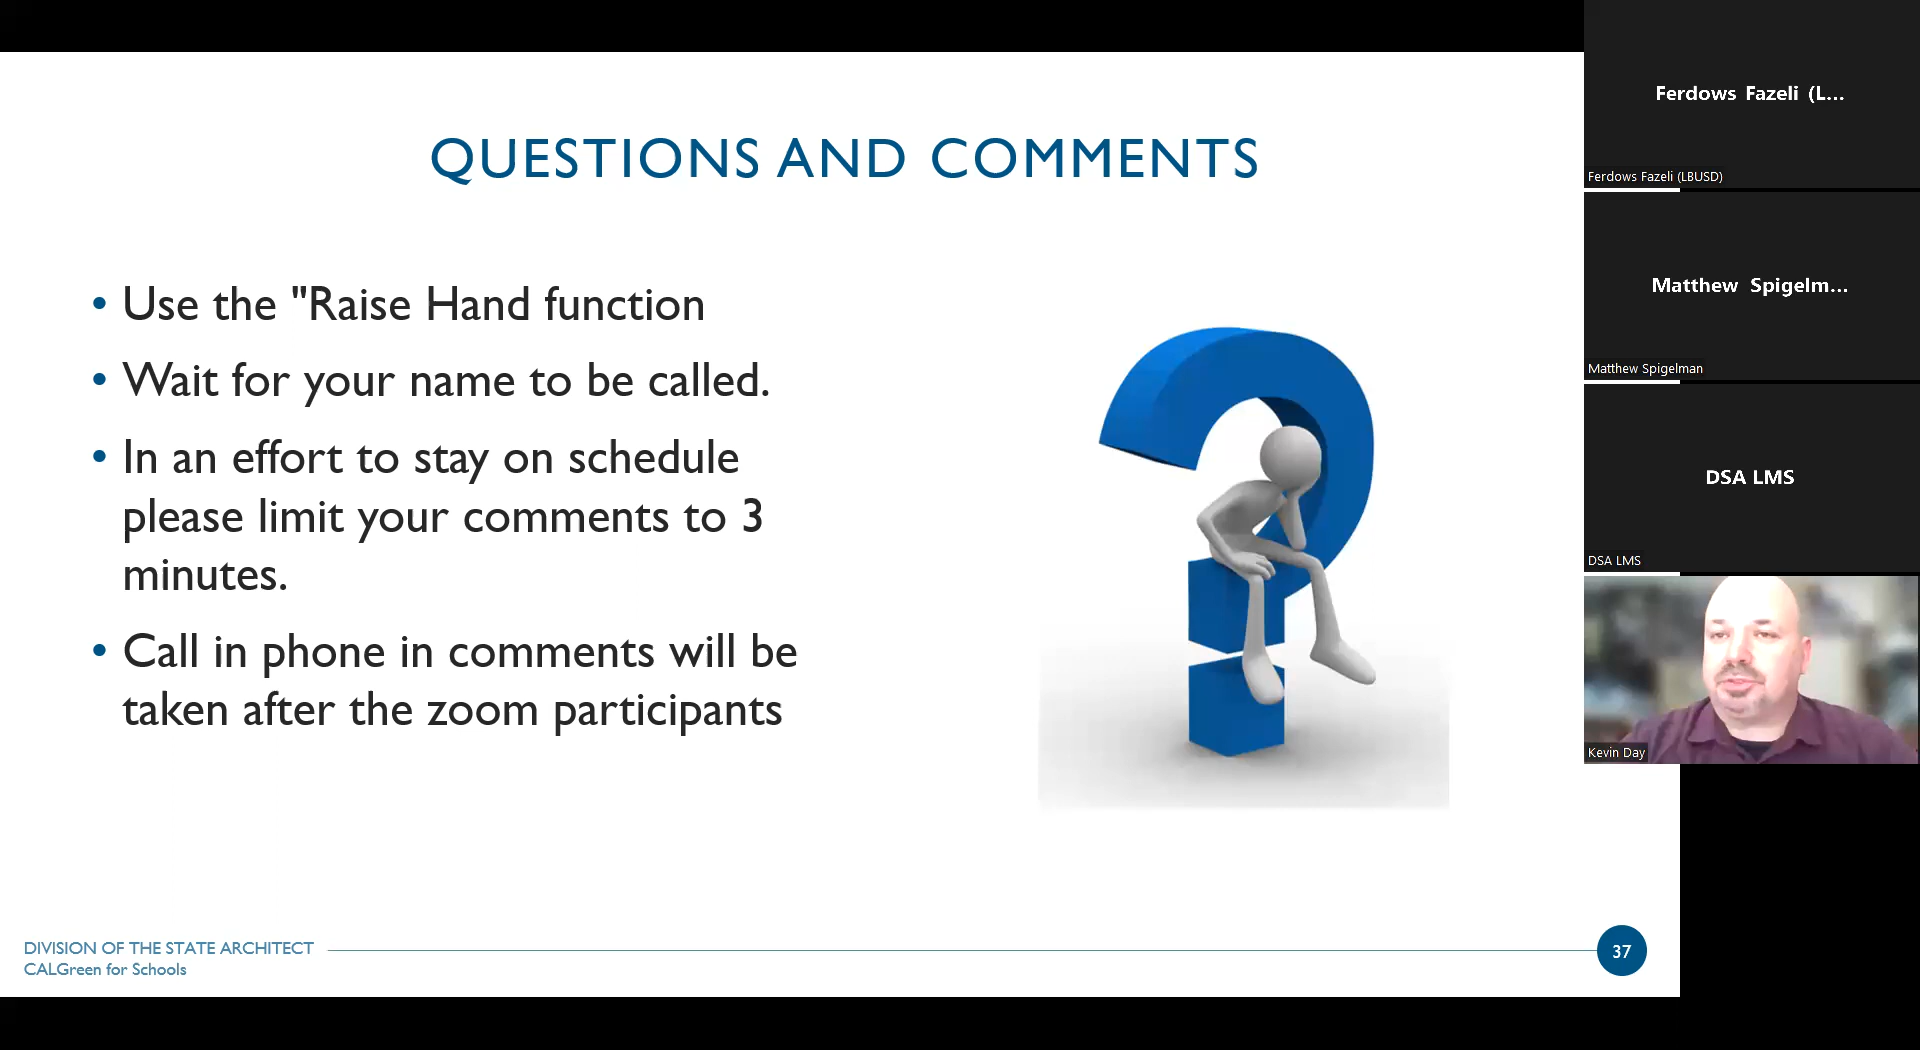 QUESTIONS AND COMMENTS
• Use the "Raise Hand function
• Wait for your name to be called.
• In an effort to stay on schedule
please limit your comments to 3
minutes.
• Call in phone in comments will be
taken after the zoom participants
DIVISION OF THE STATE ARCHITECT
CALGreen for Schools
37
Ferdows Fazeli (L...
Ferdows Fazeli (LBUSD)
Matthew Spigelm...
Matthew Spigelman
DSA LMS
DSA LMS
Kevin Day